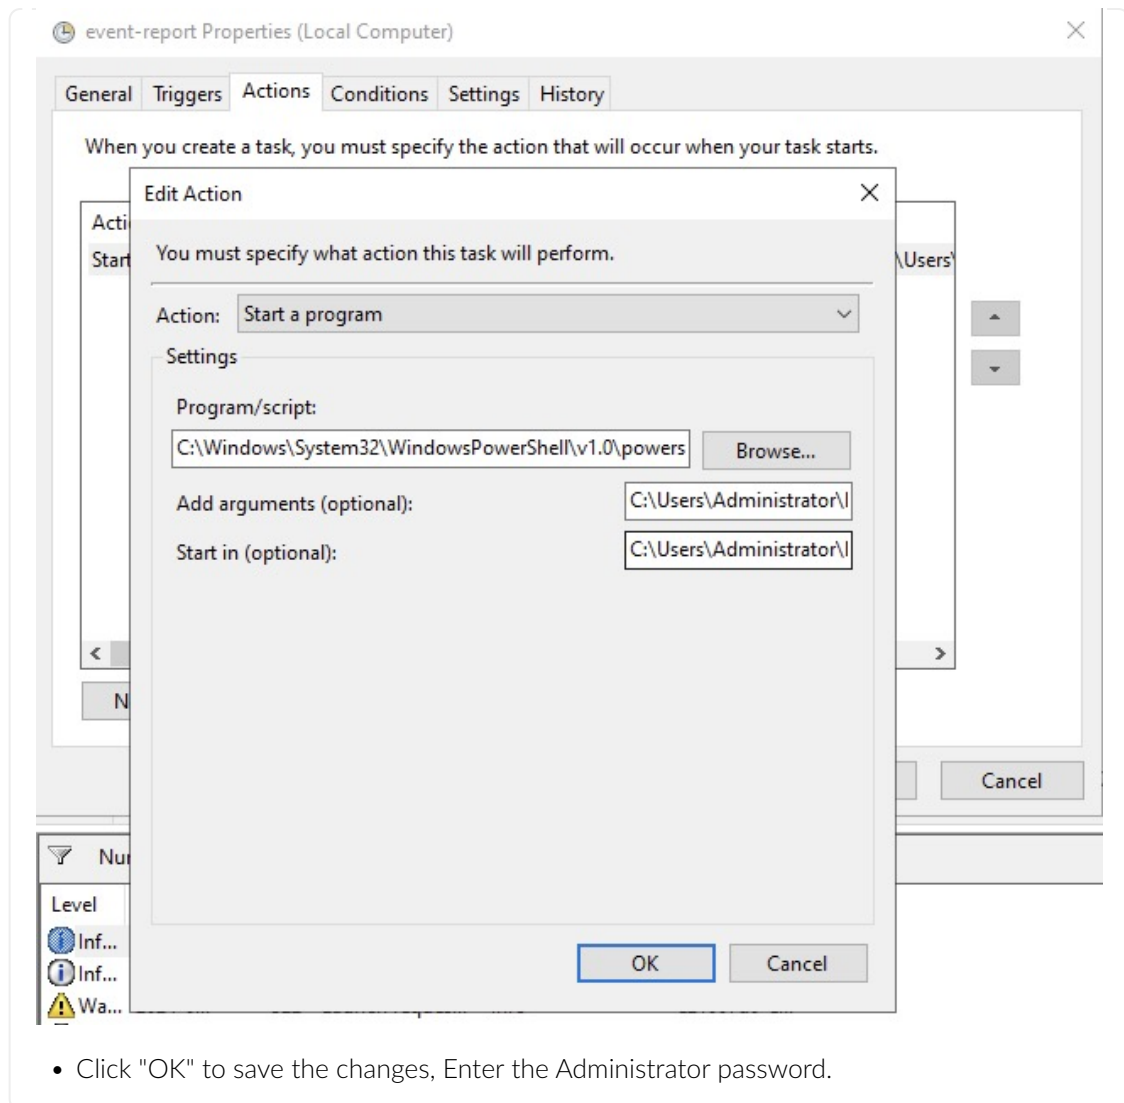 event-report Properties (Local Computer)
General Triggers Actions Conditions Settings History
When you create a task, you must specify the action that will occur when your task starts.
Edit Action
Acti
You must specify what action this task will perform.
Start
\Users\
Action: Start a program
Settings
Program/script:
C:\Windows\System32\WindowsPowerShell\v1.0\powers
Browse...
Add arguments (optional):
C:\Users\Administrator\
Start in (optional):
C:\Users\Administrator\
N
Cancel
Nu
Level
Inf...
Inf...
OK Cancel
Wa...
• Click "OK" to save the changes, Enter the Administrator password.